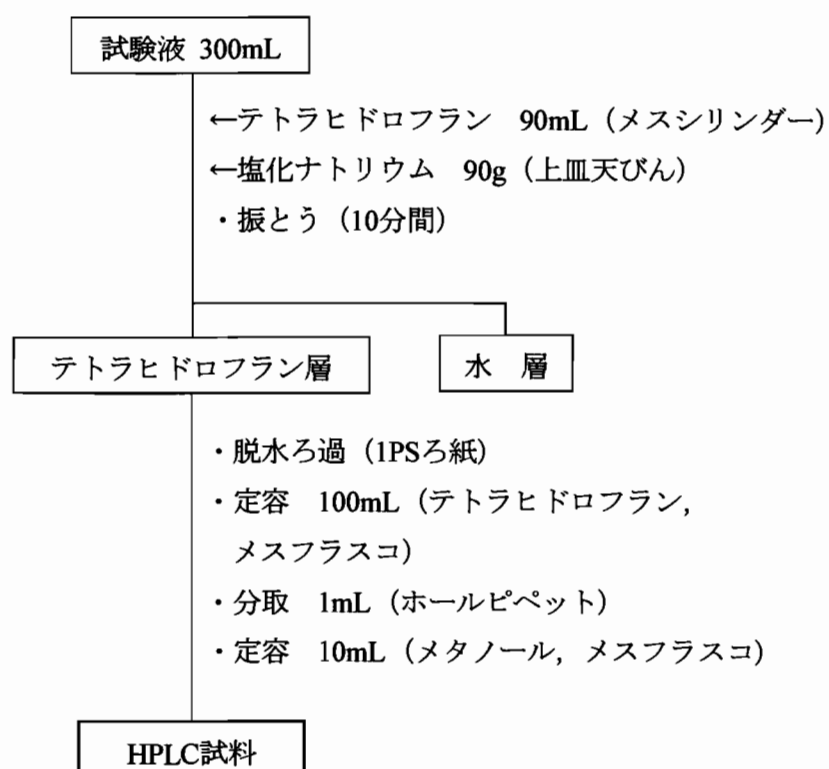 試験液 300mL
←テトラヒドロフラン 90mL(メスシリンダー)
←塩化ナトリウム 90g(上皿天びん)
・振とう(10分間)
テトラヒドロフラン層
水 層
・脱水ろ過(1PSろ紙)
・定容 100mL(テトラヒドロフラン,
メスフラスコ)
・分取 1mL(ホールピペット)
・定容 10mL(メタノール, メスフラスコ)
HPLC試料